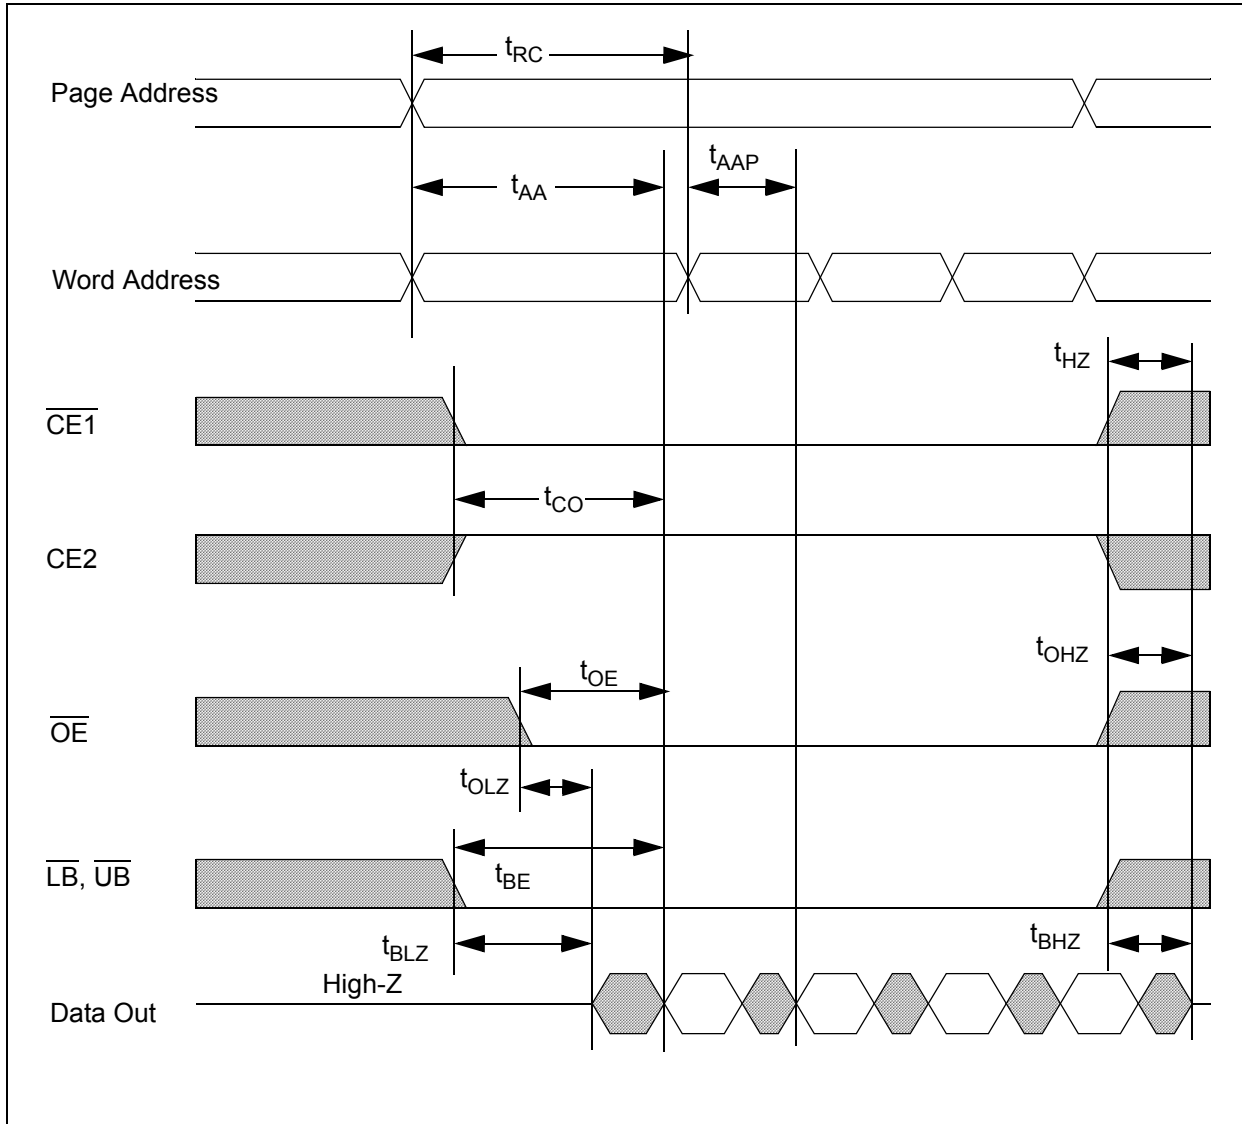 tRC
Page Address
tAAP
tAA
Word Address
tHZ
CE1
tCO
CE2
tOHZ
tOE
OE
tOLZ
LB, UB
tBE
tBLZ
tBHZ
High-Z
Data Out